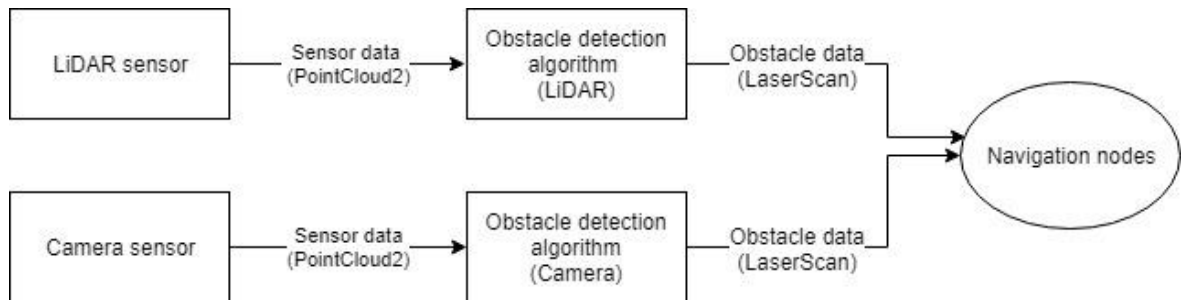 LiDAR sensor
Sensor data
(PointCloud2)
Obstacle detection
algorithm
(LiDAR)
Obstacle data
(LaserScan)
Navigation nodes
Camera sensor
Sensor data
(PointCloud2)
Obstacle detection
algorithm
(Camera)
Obstacle data
(LaserScan)